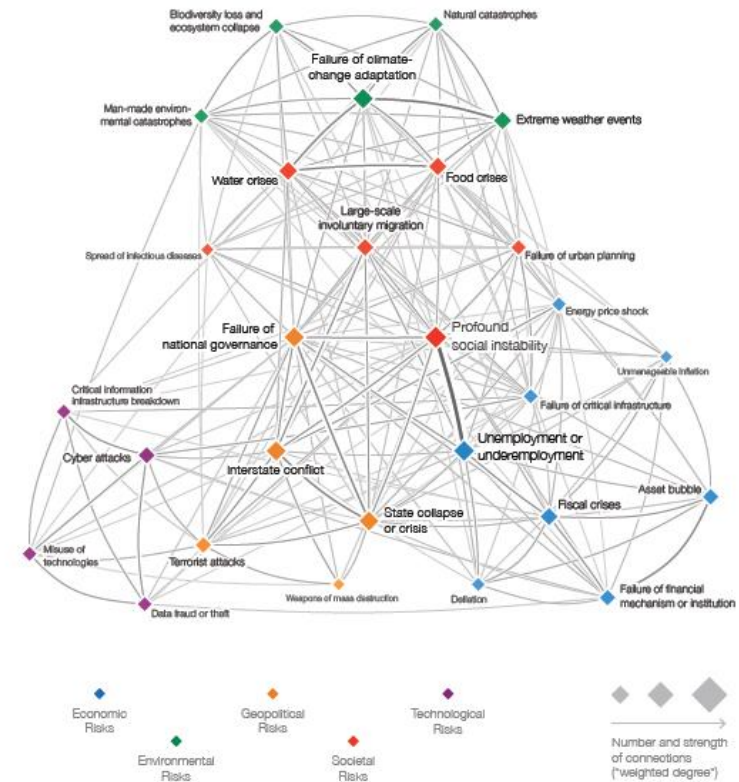 Biodiversity loss and
ecosystem collapse
Natural catastrophes
Failure of climate-
change adaptation
Man-made environ-
mental catastrophes
Extreme weather events
Water crises
Food crises
Large-scale
involuntary migration
Spread of infectious diseases
Failure of urban planning
Energy price shock
Failure of
national governance
Profound
social instability
Unmanageable inflation
Critical information
infrastructure breakdown
Failure of critical infrastructure
Cyber attacks
Interstate conflict
Unemployment or
underemployment
Asset bubble
State collapse
or crisis
Fiscal crises
Misuse of
technologies
Terrorist attacks
Weapons of mass destruction
Deflation
Failure of financial
mechanism or institution
Data fraud or theft
Economic
Risks
Geopolitical
Risks
Technological
Risks
Environmental
Risks
Societal
Risks
Number and strength
of connections
("weighted degree")